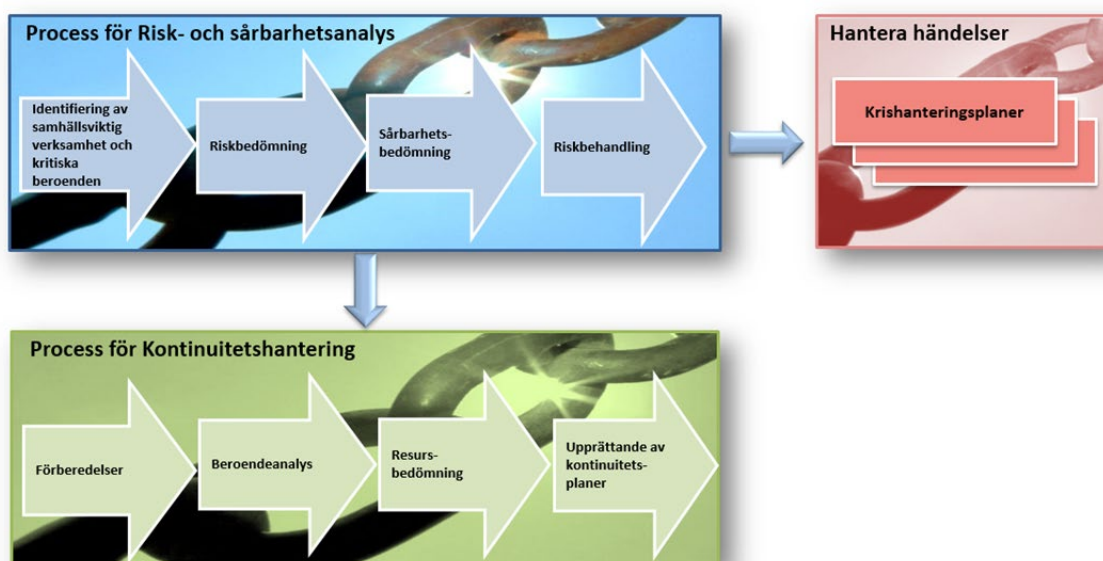 Process för Risk- och sårbarhetsanalys
Identifiering av
samhällsviktig
verksamhet och
kritiska
beroenden
Riskbedömning
Sårbarhets-
bedömning
Riskbehandling
Hantera händelser
Krishanteringsplaner
Process för Kontinuitetshantering
Förberedelser
Beroendeanalys
Resurs-
bedömning
Upprättande av
kontinuitets-
planer